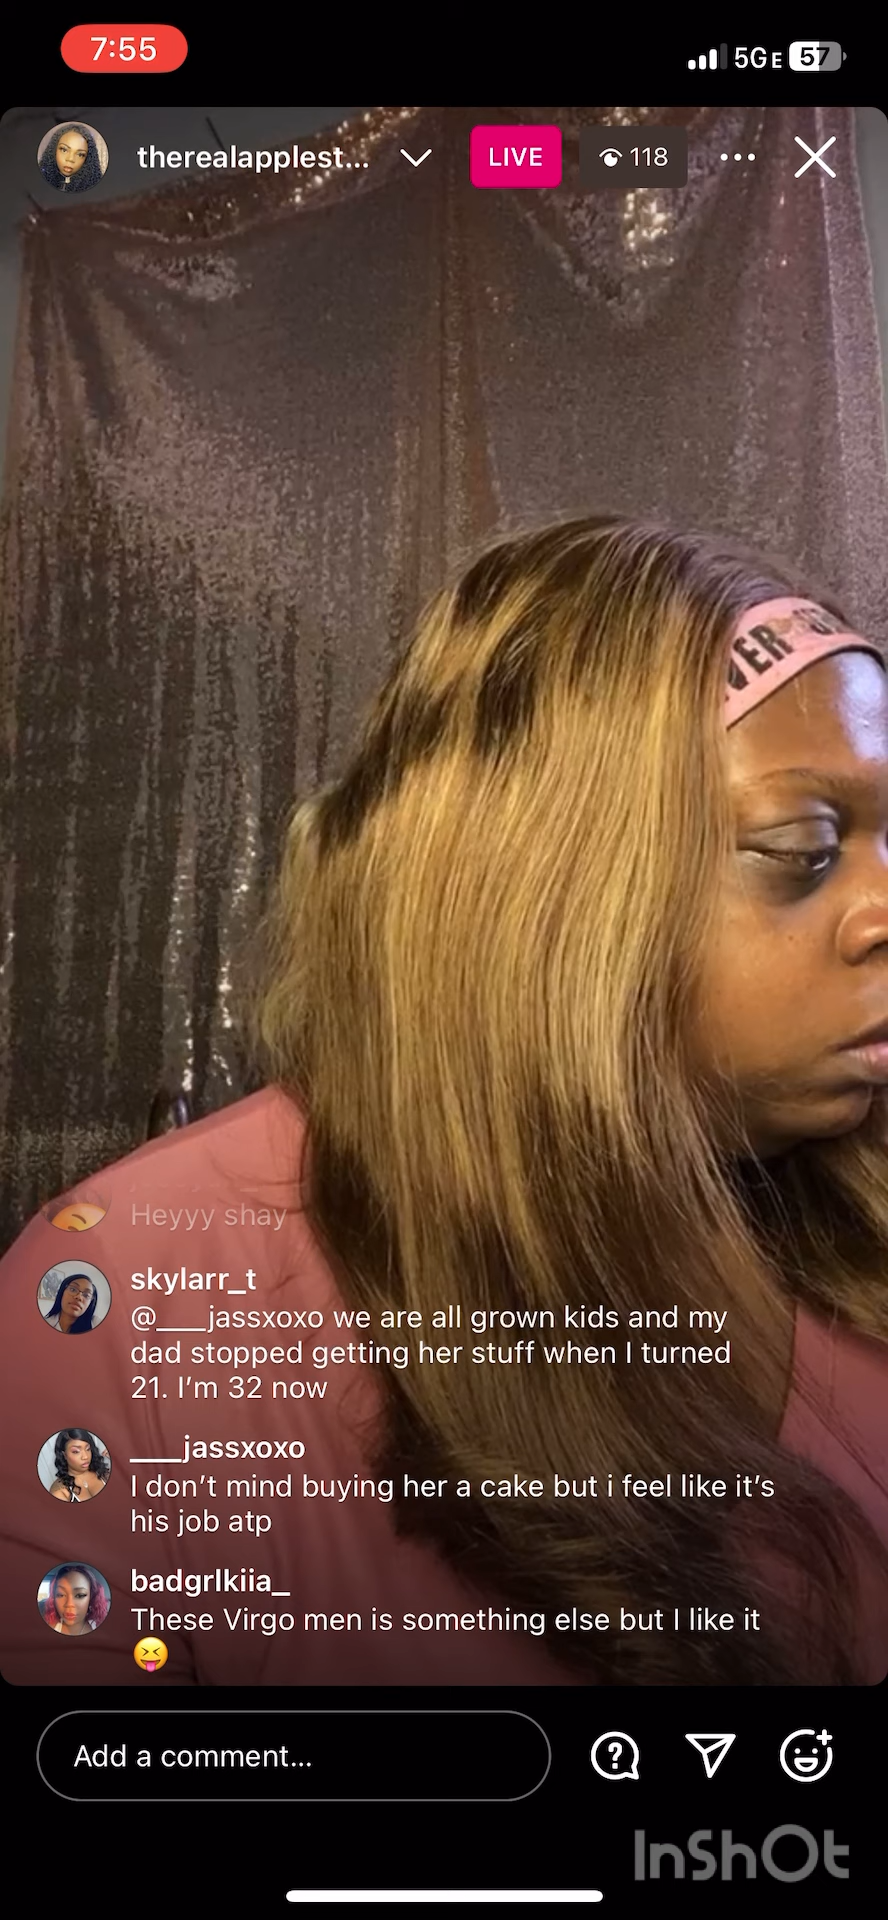 7:55
5GE 57
therealapplest...
LIVE
118
VER
Heyyy shay
skylarr_t
@___jassxoxo we are all grown kids and my
dad stopped getting her stuff when I turned
21. I'm 32 now
___jassxoxo
I don't mind buying her a cake but i feel like it's
his job atp
badgrlkiia_
These Virgo men is something else but I like it
😝
Add a comment...
InShOt